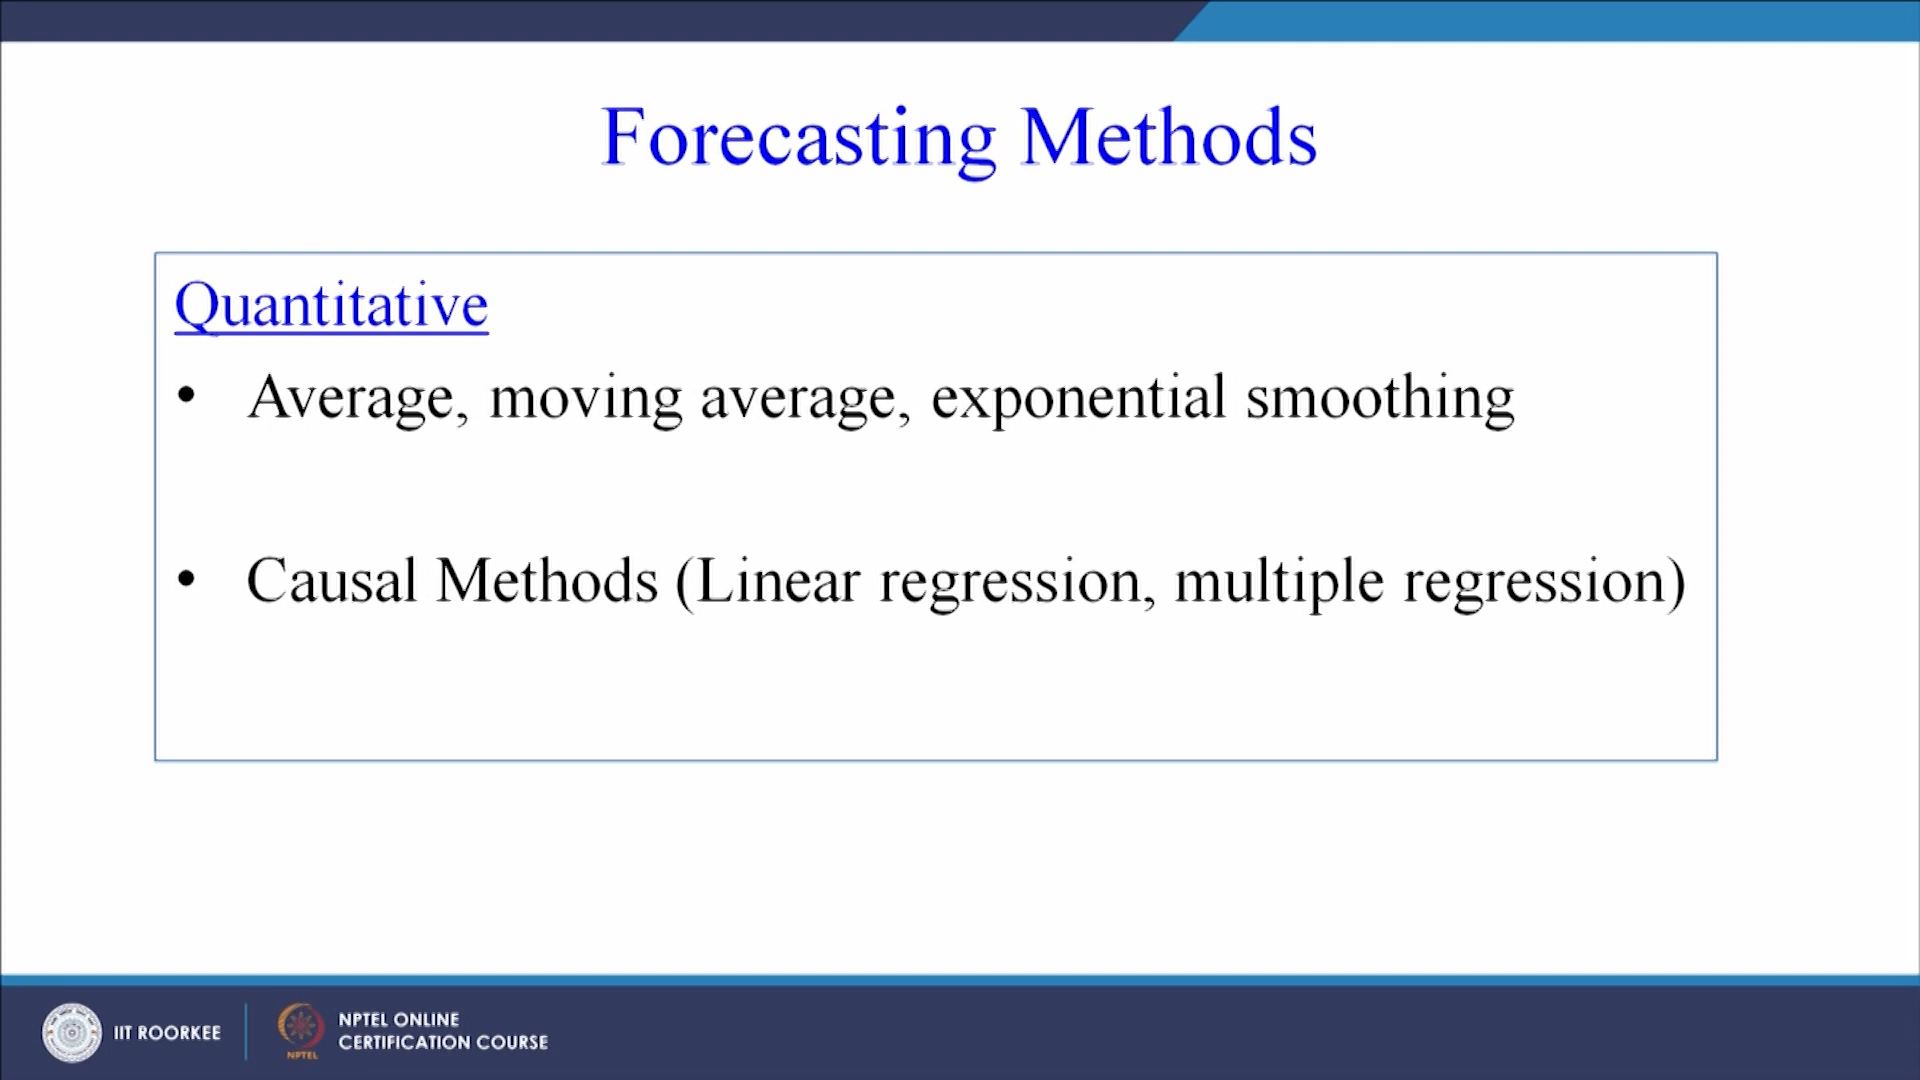 Forecasting Methods
Quantitative
• Average, moving average, exponential smoothing
• Causal Methods (Linear regression, multiple regression)
IIT ROORKEE
NPTEL
NPTEL ONLINE
CERTIFICATION COURSE